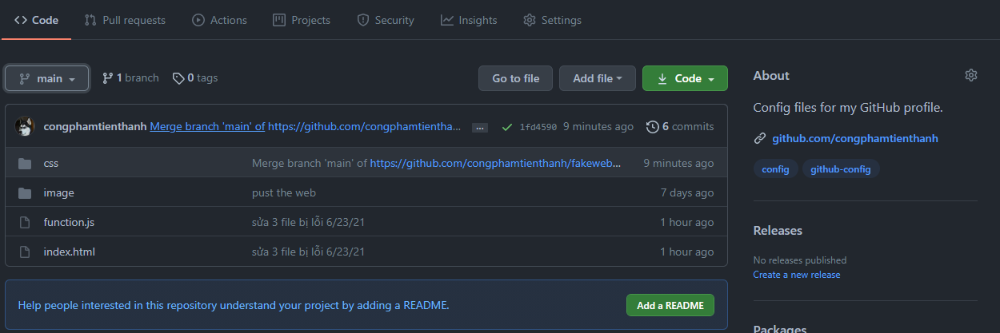 Code Pull requests Actions Projects Security Insights Settings
main 1 branch 0 tags Go to file Add file Code
congphamtienthanh Merge branch 'main' of https://github.com/congphamtientha... ... 1fd4590 9 minutes ago 6 commits
css Merge branch 'main' of https://github.com/congphamtienthanh/fakeweb... 9 minutes ago
image pust the web 7 days ago
function.js sửa 3 file bị lỗi 6/23/21 1 hour ago
index.html sửa 3 file bị lỗi 6/23/21 1 hour ago
Help people interested in this repository understand your project by adding a README. Add a README
About
Config files for my GitHub profile.
github.com/congphamtienthanh
config github-config
Releases
No releases published
Create a new release
Packages